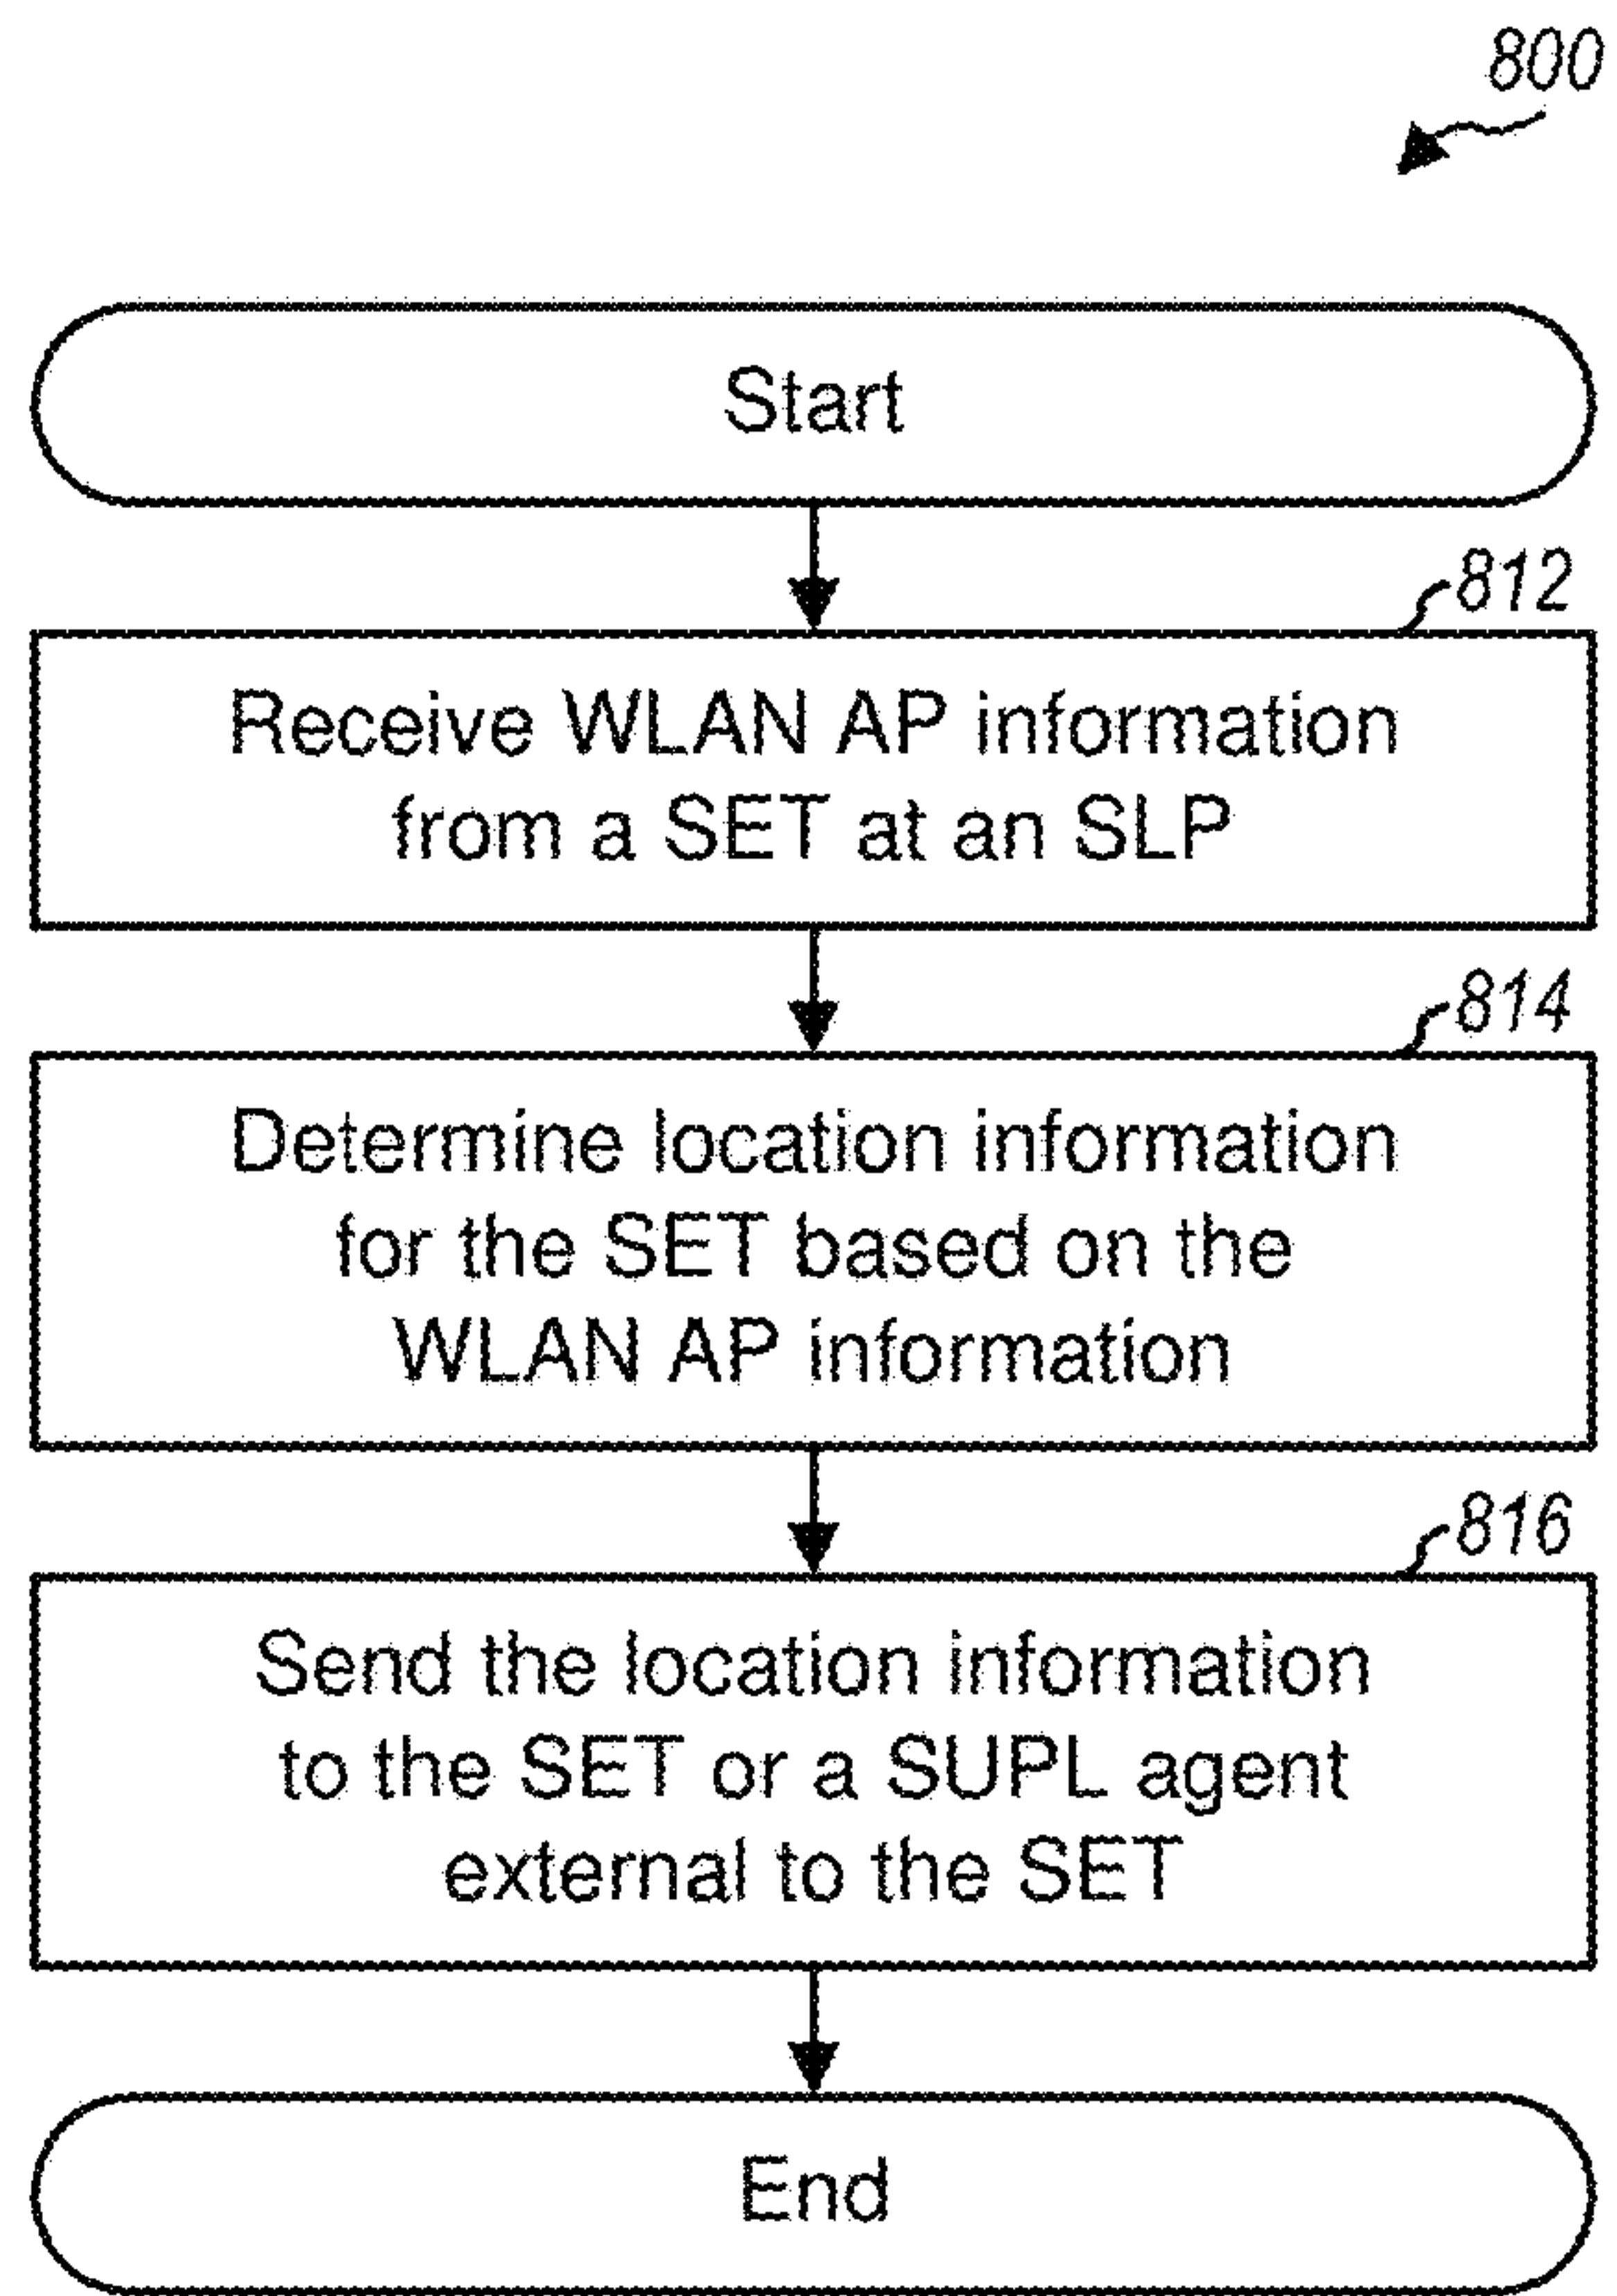 800
Start
812
Receive WLAN AP information
from a SET at an SLP
814
Determine location information
for the SET based on the
WLAN AP information
816
Send the location information
to the SET or a SUPL agent
external to the SET
End